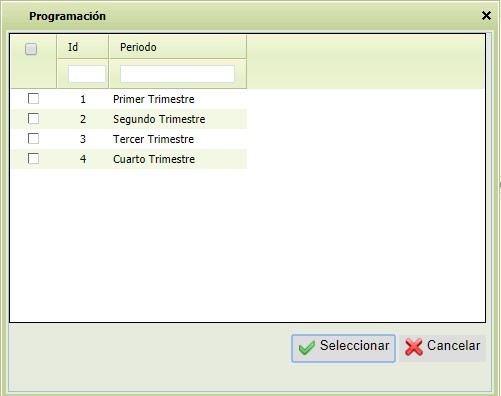 Programación
Id Periodo
1 Primer Trimestre
2 Segundo Trimestre
3 Tercer Trimestre
4 Cuarto Trimestre
Seleccionar Cancelar